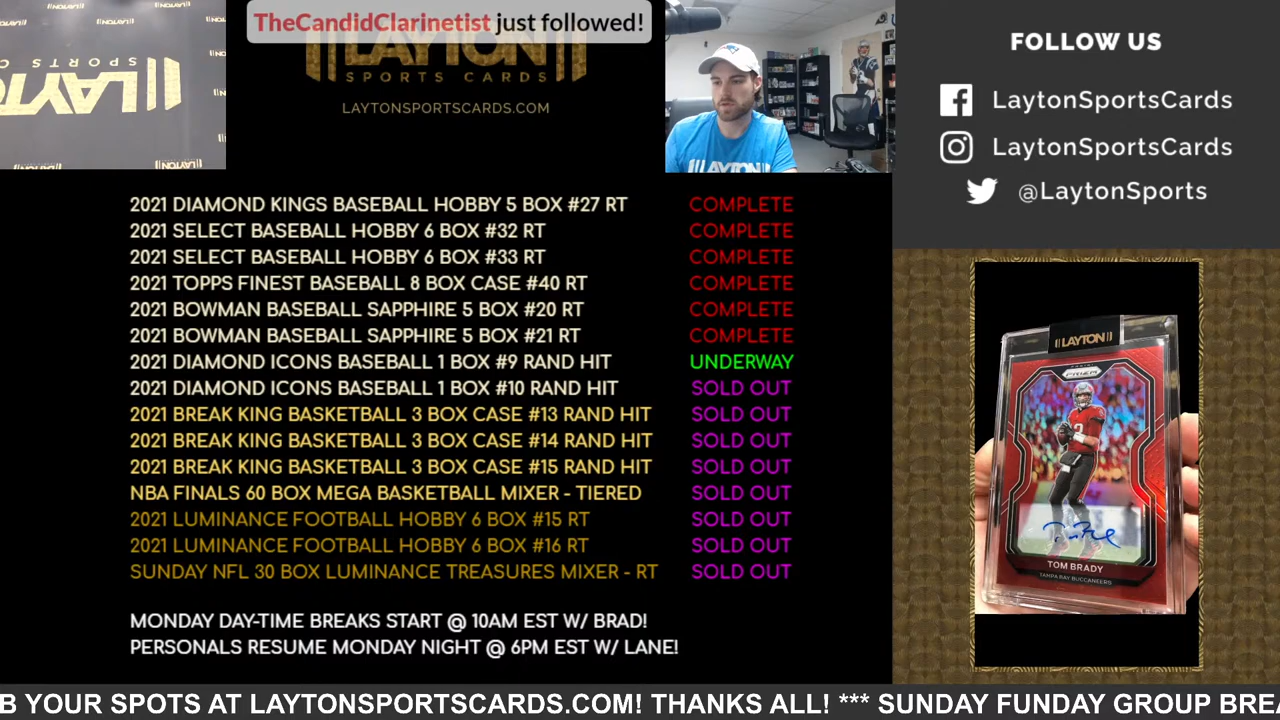 TheCandidClarinetist just followed!
LAYTON
SPORTS CARDS
LAYTONSPORTSCARDS.COM
FOLLOW US
LaytonSportsCards
LaytonSportsCards
@LaytonSports
2021 DIAMOND KINGS BASEBALL HOBBY 5 BOX #27 RT COMPLETE
2021 SELECT BASEBALL HOBBY 6 BOX #32 RT COMPLETE
2021 SELECT BASEBALL HOBBY 6 BOX #33 RT COMPLETE
2021 TOPPS FINEST BASEBALL 8 BOX CASE #40 RT COMPLETE
2021 BOWMAN BASEBALL SAPPHIRE 5 BOX #20 RT COMPLETE
2021 BOWMAN BASEBALL SAPPHIRE 5 BOX #21 RT COMPLETE
2021 DIAMOND ICONS BASEBALL 1 BOX #9 RAND HIT UNDERWAY
2021 DIAMOND ICONS BASEBALL 1 BOX #10 RAND HIT SOLD OUT
2021 BREAK KING BASKETBALL 3 BOX CASE #13 RAND HIT SOLD OUT
2021 BREAK KING BASKETBALL 3 BOX CASE #14 RAND HIT SOLD OUT
2021 BREAK KING BASKETBALL 3 BOX CASE #15 RAND HIT SOLD OUT
NBA FINALS 60 BOX MEGA BASKETBALL MIXER - TIERED SOLD OUT
2021 LUMINANCE FOOTBALL HOBBY 6 BOX #15 RT SOLD OUT
2021 LUMINANCE FOOTBALL HOBBY 6 BOX #16 RT SOLD OUT
SUNDAY NFL 30 BOX LUMINANCE TREASURES MIXER - RT SOLD OUT
MONDAY DAY-TIME BREAKS START @ 10AM EST W/ BRAD!
PERSONALS RESUME MONDAY NIGHT @ 6PM EST W/ LANE!
LAYTON
PRIZM
TOM BRADY
TAMPA BAY BUCCANEERS
LAYTON
B YOUR SPOTS AT LAYTONSPORTSCARDS.COM! THANKS ALL! *** SUNDAY FUNDAY GROUP BREA